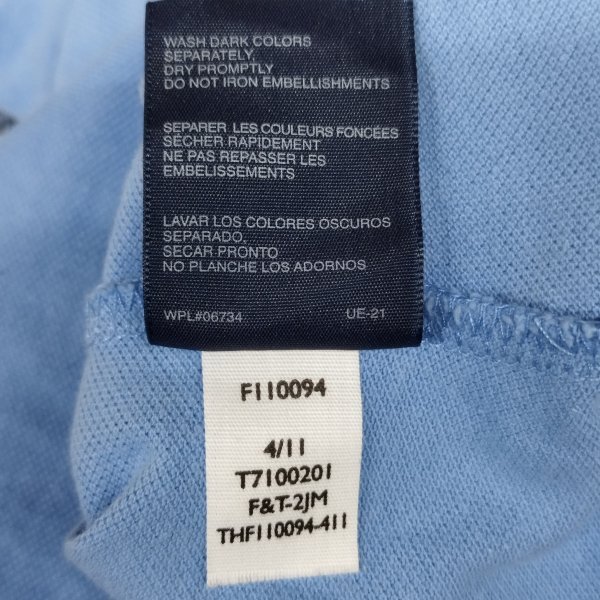 WASH DARK COLORS
SEPARATELY.
DRY PROMPTLY
DO NOT IRON EMBELLISHMENTS
SEPARER LES COULEURS FONCÉES
SÉCHER RAPIDEMENT
NE PAS REPASSER LES
EMBELISSEMENTS
LAVAR LOS COLORES OSCUROS
SEPARADO.
SECAR PRONTO
NO PLANCHE LOS ADORNOS
WPL#06734 UE-21
F110094
4/11
T7100201
F&T-2JM
THF110094-411